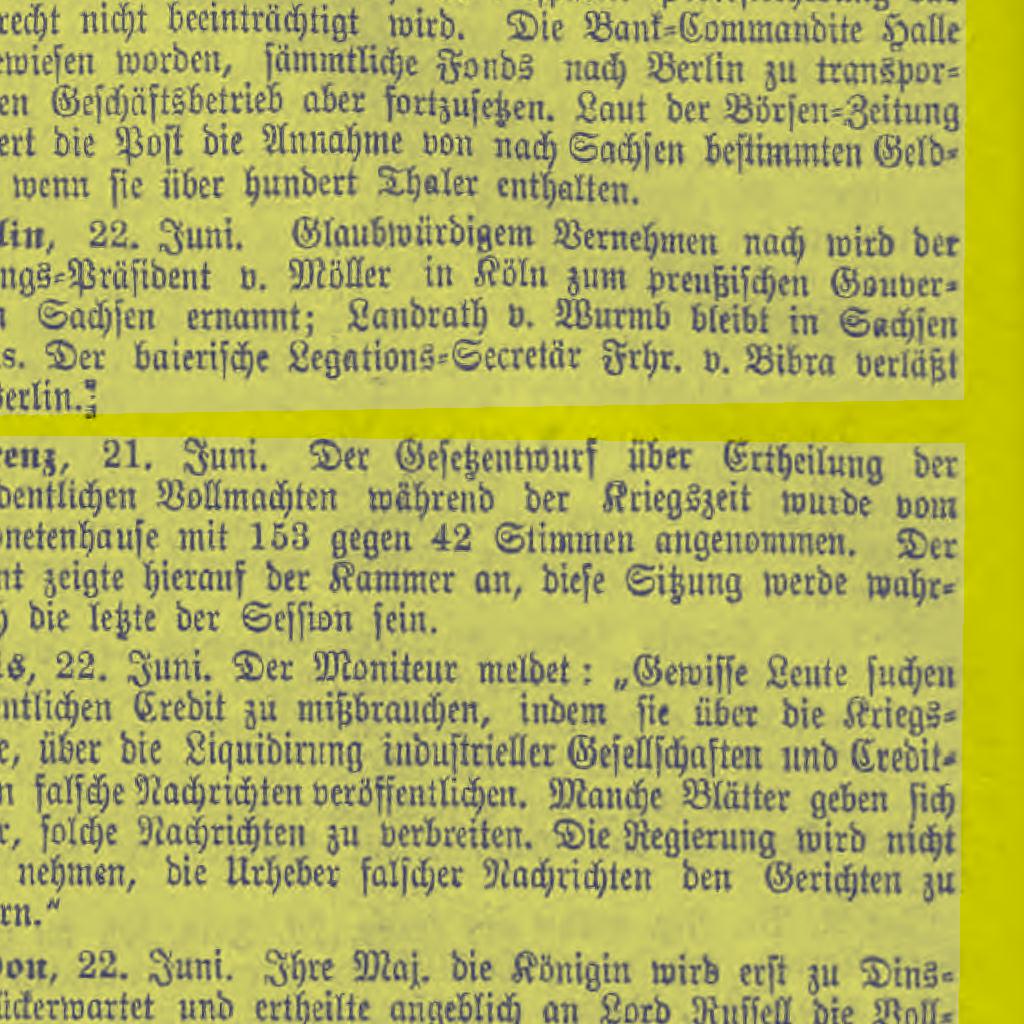 recht nicht beeinträchtigt wird. Die Bank-Commandite Halle
ewiesen worden, sämmtliche Fonds nach Berlin zu transpor-
en Geschäftsbetrieb aber fortzusetzen. Laut der Börsen-Zeitung
ert die Post die Annahme von nach Sachsen bestimmten Geld-
wenn sie über hundert Thaler enthalten.
lin, 22. Juni. Glaubwürdigem Vernehmen nach wird der
ngs-Präsident v. Möller in Köln zum preußischen Gouver-
n Sachsen ernannt; Landrath v. Wurmb bleibt in Sachsen
s. Der baierische Legations-Secretär Frhr. v. Bibra verläßt
Berlin.
renz, 21. Juni. Der Gesetzentwurf über Ertheilung der
dentlichen Vollmachten während der Kriegszeit wurde vom
netenhause mit 153 gegen 42 Stimmen angenommen. Der
nt zeigte hierauf der Kammer an, diese Sitzung werde wahr-
h die letzte der Session sein.
is, 22. Juni. Der Moniteur meldet: „Gewisse Leute suchen
ntlichen Credit zu mißbrauchen, indem sie über die Kriegs-
e, über die Liquidirung industrieller Gesellschaften und Credit-
n falsche Nachrichten veröffentlichen. Manche Blätter geben sich
r, solche Nachrichten zu verbreiten. Die Regierung wird nicht
nehmen, die Urheber falscher Nachrichten den Gerichten zu
rn.“
don, 22. Juni. Ihre Maj. die Königin wird erst zu Dins-
ückerwartet und ertheilte angeblich an Lord Russell die Voll-